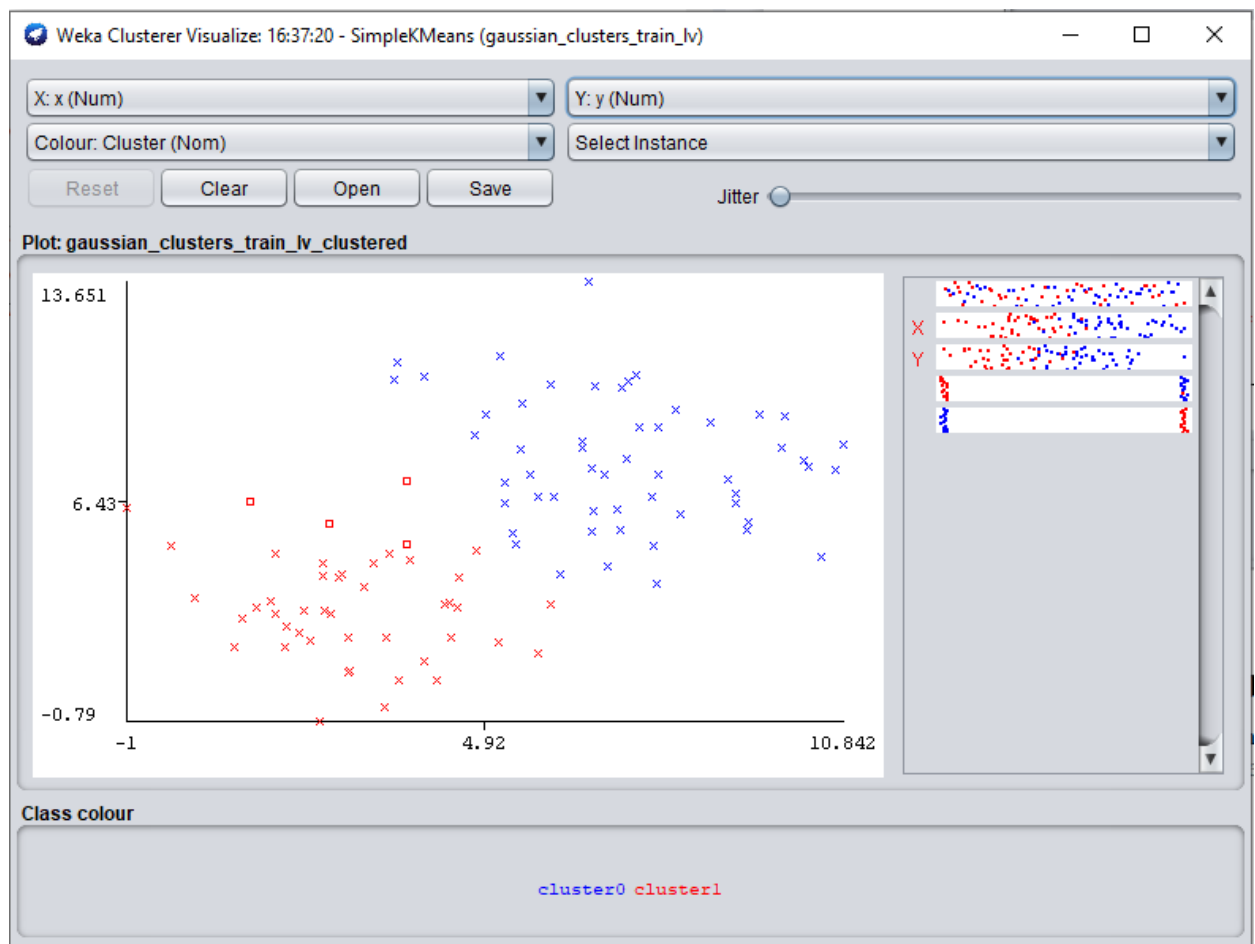 Weka Clusterer Visualize: 16:37:20 - SimpleKMeans (gaussian_clusters_train_lv)
X: x (Num)
Y: y (Num)
Colour: Cluster (Nom)
Select Instance
Reset
Clear
Open
Save
Jitter
Plot: gaussian_clusters_train_lv_clustered
13.651
6.43
-0.79
-1
4.92
10.842
X
Y
Class colour
cluster0 cluster1